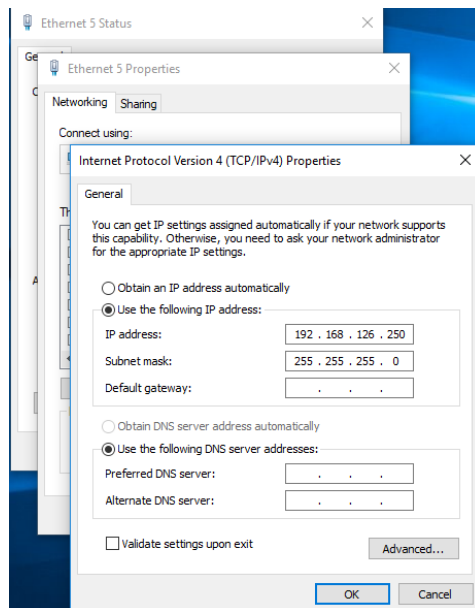 Ethernet 5 Status
Ge
Ethernet 5 Properties
Networking
Sharing
Connect using:
Internet Protocol Version 4 (TCP/IPv4) Properties
General
You can get IP settings assigned automatically if your network supports
this capability. Otherwise, you need to ask your network administrator
for the appropriate IP settings.
Obtain an IP address automatically
Use the following IP address:
IP address:
192 . 168 . 126 . 250
Subnet mask:
255 . 255 . 255 . 0
Default gateway:
. . .
Obtain DNS server address automatically
Use the following DNS server addresses:
Preferred DNS server:
. . .
Alternate DNS server:
. . .
Validate settings upon exit
Advanced...
OK
Cancel